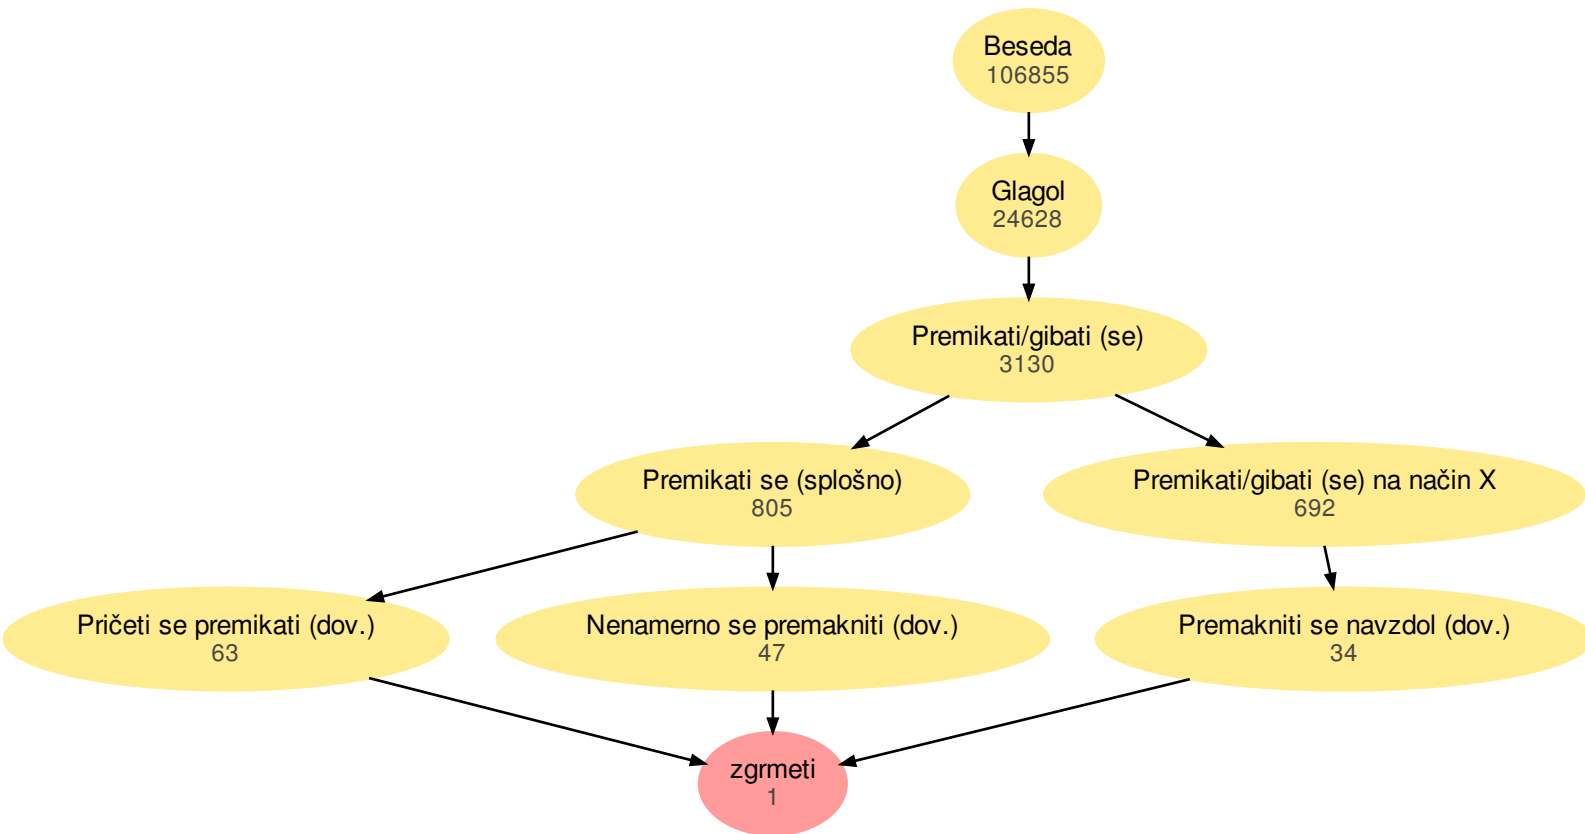 Beseda
106855
Glagol
24628
Premikati/gibati (se)
3130
Premikati se (splošno)
805
Premikati/gibati (se) na način X
692
Pričeti se premikati (dov.)
63
Nenamerno se premakniti (dov.)
47
Premakniti se navzdol (dov.)
34
zgrmeti
1